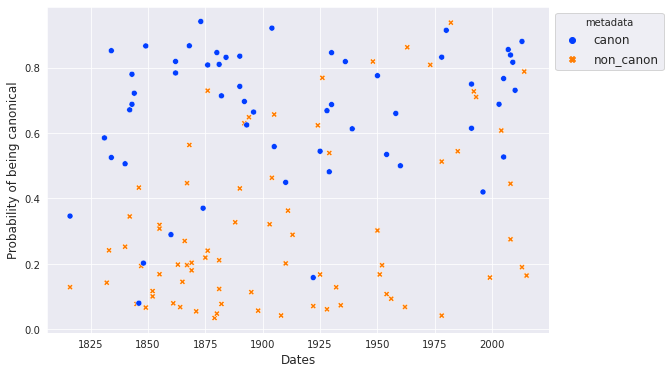 metadata
canon
non_canon
Probability of being canonical
0.8
0.6
0.4
0.2
0.0
1825 1850 1875 1900 1925 1950 1975 2000
Dates